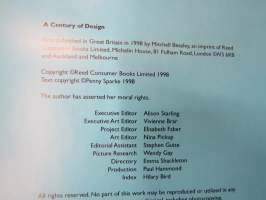 A Century of Design
First published in Great Britain in 1998 by Mitchell Beazley, an imprint of Reed
Consumer Books Limited, Michelin House, 81 Fulham Road, London SW3 6RB
and Auckland and Melbourne
Copyright ©Reed Consumer Books Limited 1998
Text copyright ©Penny Sparke 1998
The author has asserted her moral rights.
Executive Editor Alison Starling
Executive Art Editor Vivienne Brar
Project Editor Elisabeth Faber
Art Editor Nina Pickup
Editorial Assistant Stephen Guise
Picture Research Wendy Gay
Directory Emma Shackleton
Production Paul Hammond
Index Hilary Bird
All rights reserved. No part of this work may be reproduced or utilized in any